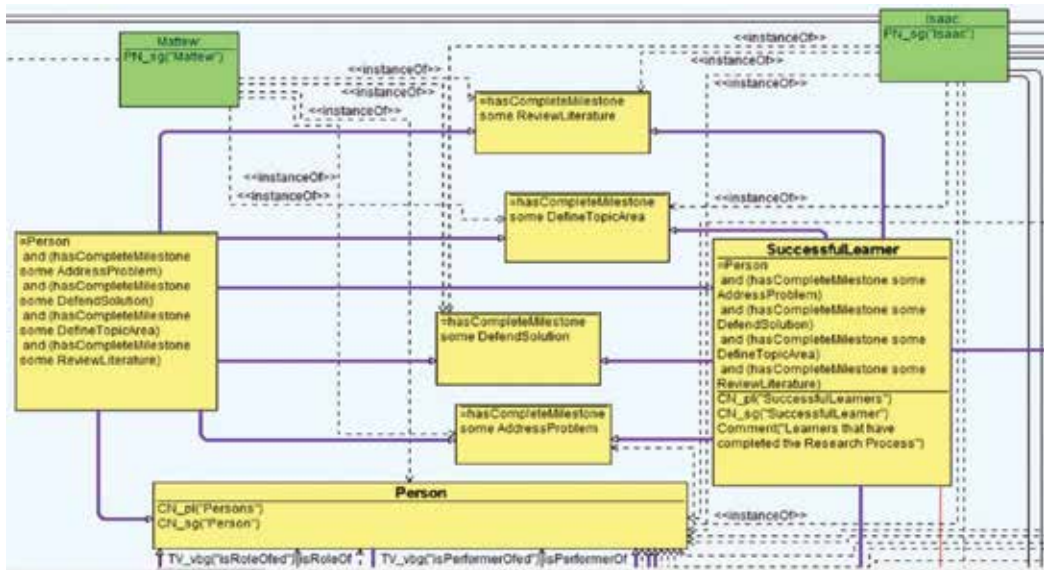 Mattew
PN_sg("Mattew")
Isaac
PN_sg("Isaac")
<<instanceOf>>
<<instanceOf>>
<<instanceOf>>
<<instanceOf>>
<<instanceOf>>
<<instanceOf>>
<<instanceOf>>
=hasCompleteMilestone
some ReviewLiterature
<<instanceOf>>
<<instanceOf>>
<<instanceOf>>
=hasCompleteMilestone
some DefineTopicArea
=Person
and (hasCompleteMilestone
some AddressProblem)
and (hasCompleteMilestone
some DefendSolution)
and (hasCompleteMilestone
some DefineTopicArea)
and (hasCompleteMilestone
some ReviewLiterature)
SuccessfulLearner
=Person
and (hasCompleteMilestone some
AddressProblem)
and (hasCompleteMilestone some
DefendSolution)
and (hasCompleteMilestone some
DefineTopicArea)
and (hasCompleteMilestone some
ReviewLiterature)
CN_pl("SuccessfulLearners")
CN_sg("SuccessfulLearner")
Comment("Learners that have
completed the Research Process")
=hasCompleteMilestone
some DefendSolution
=hasCompleteMilestone
some AddressProblem
Person
CN_pl("Persons")
CN_sg("Person")
<<instanceOf>>
TV_vbg("isRoleOfed") isRoleOf
TV_vbg("isPerformerOfed") isPerformerOf